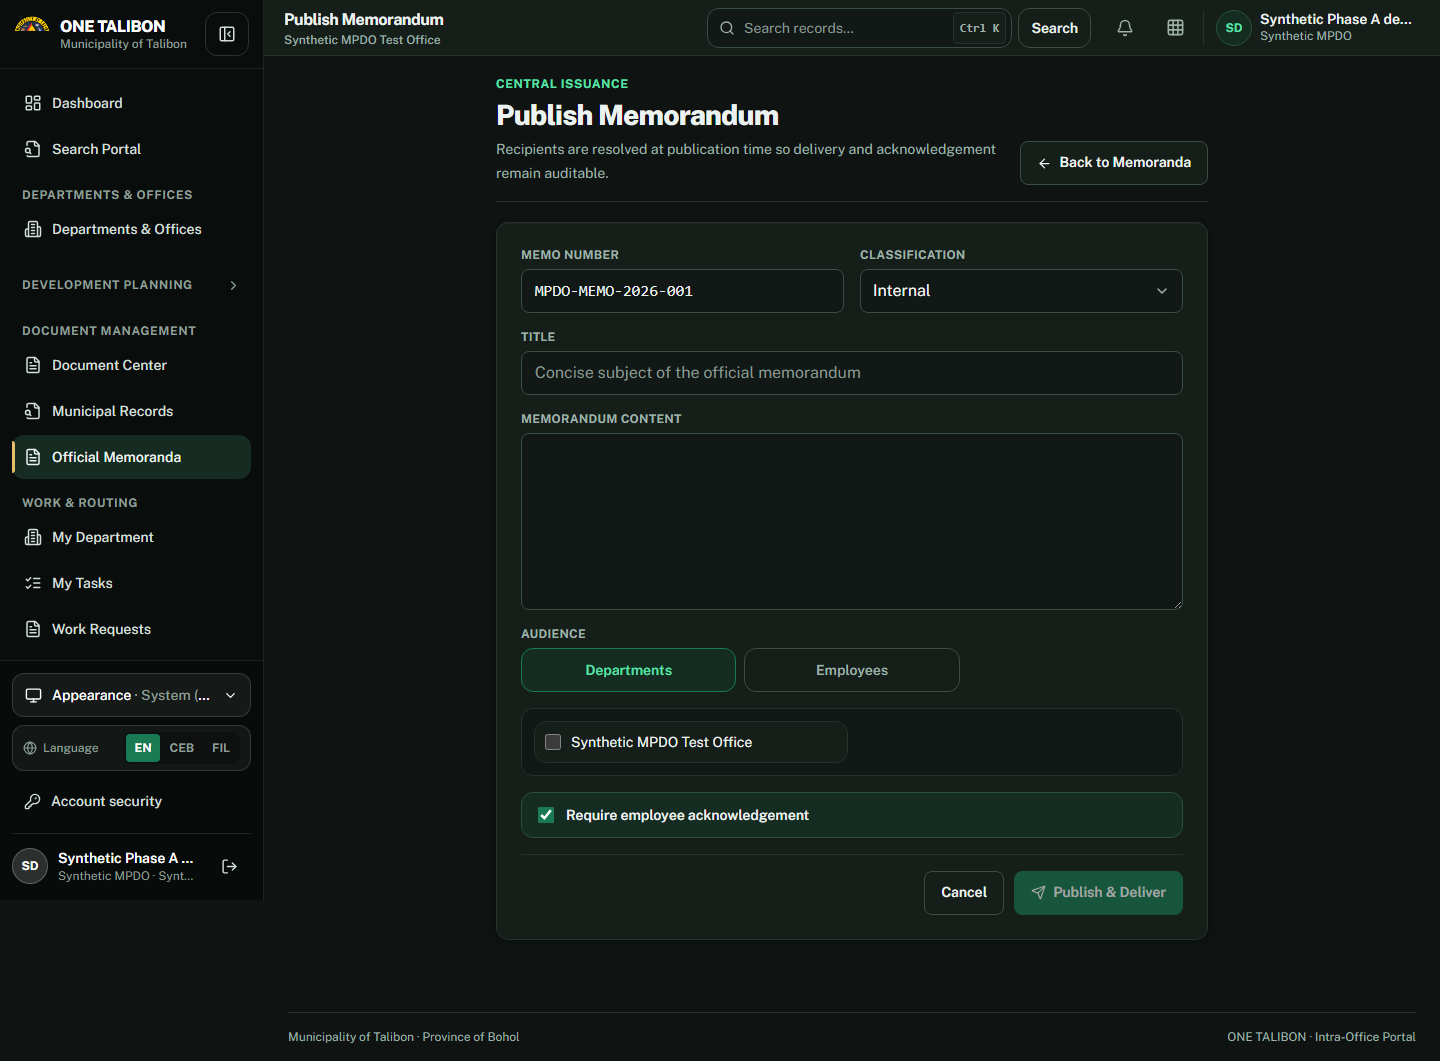 ONE TALIBON
Municipality of Talibon
Publish Memorandum
Synthetic MPDO Test Office
Search records...
Ctrl K
Search
SD
Synthetic Phase A de...
Synthetic MPDO
Dashboard
Search Portal
DEPARTMENTS & OFFICES
Departments & Offices
DEVELOPMENT PLANNING
DOCUMENT MANAGEMENT
Document Center
Municipal Records
Official Memoranda
WORK & ROUTING
My Department
My Tasks
Work Requests
Appearance · System (...
Language
EN
CEB
FIL
Account security
SD
Synthetic Phase A ...
Synthetic MPDO · Synt...
CENTRAL ISSUANCE
Publish Memorandum
Recipients are resolved at publication time so delivery and acknowledgement
remain auditable.
Back to Memoranda
MEMO NUMBER
CLASSIFICATION
MPDO-MEMO-2026-001
Internal
TITLE
Concise subject of the official memorandum
MEMORANDUM CONTENT
AUDIENCE
Departments
Employees
Synthetic MPDO Test Office
Require employee acknowledgement
Cancel
Publish & Deliver
Municipality of Talibon · Province of Bohol
ONE TALIBON · Intra-Office Portal